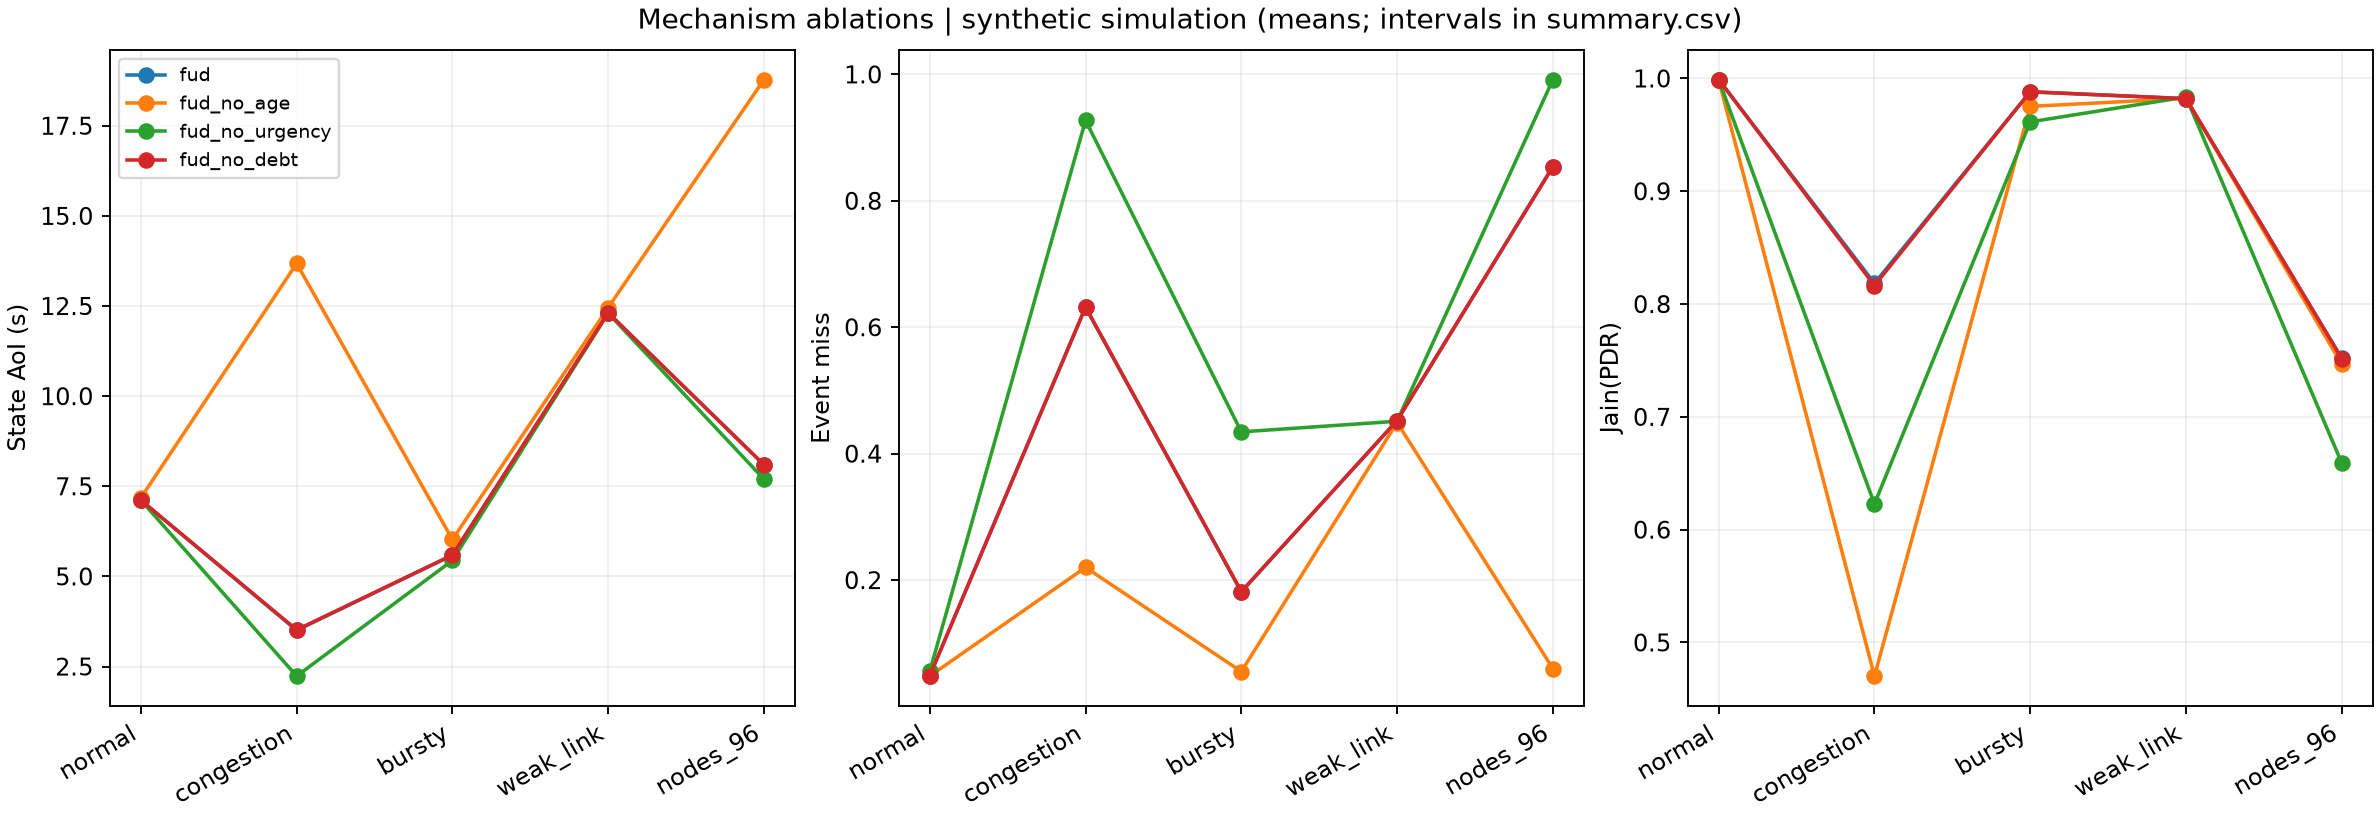 Mechanism ablations | synthetic simulation (means; intervals in summary.csv)
State AoI (s)
17.5
15.0
12.5
10.0
7.5
5.0
2.5
fud
fud_no_age
fud_no_urgency
fud_no_debt
normal
congestion
bursty
weak_link
nodes_96
Event miss
1.0
0.8
0.6
0.4
0.2
normal
congestion
bursty
weak_link
nodes_96
Jain(PDR)
1.0
0.9
0.8
0.7
0.6
0.5
normal
congestion
bursty
weak_link
nodes_96